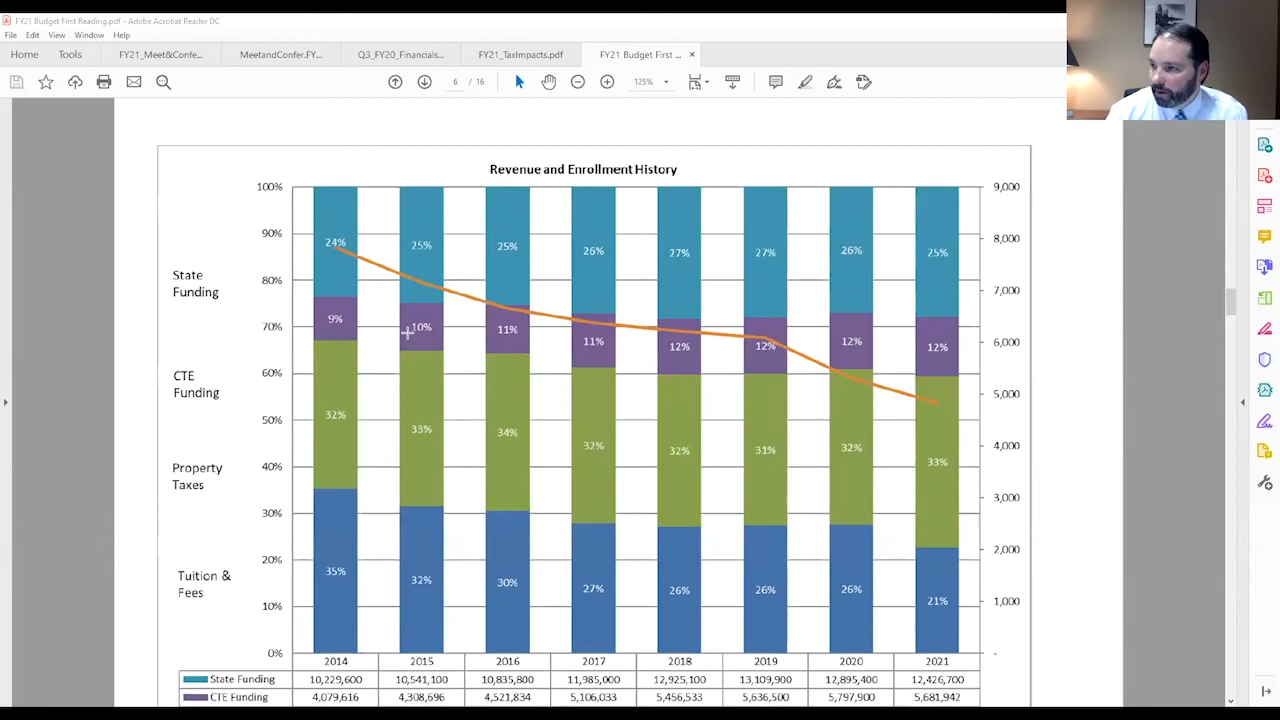 FY21 Budget First Reading.pdf - Adobe Acrobat Reader DC
File Edit View Window Help
Home Tools FY21_Meet&Confe... MeetandConfer.FY... Q3_FY20_Financials... FY21_TaxImpacts.pdf FY21 Budget First ... ×
6 / 16 125%
Revenue and Enrollment History
100% 9,000
90% 8,000
80% 7,000
70% 6,000
60% 5,000
50% 4,000
40% 3,000
30% 2,000
20% 1,000
10% -
0%
State
Funding
24% 25% 25% 26% 27% 27% 26% 25%
CTE
Funding
9% 10% 11% 11% 12% 12% 12% 12%
Property
Taxes
32% 33% 34% 32% 32% 31% 32% 33%
Tuition &
Fees
35% 32% 30% 27% 26% 26% 26% 21%
2014 2015 2016 2017 2018 2019 2020 2021
State Funding 10,229,600 10,541,100 10,835,800 11,985,000 12,925,100 13,109,900 12,895,400 12,426,700
CTE Funding 4,079,616 4,308,696 4,521,834 5,106,033 5,456,533 5,636,500 5,797,900 5,681,942